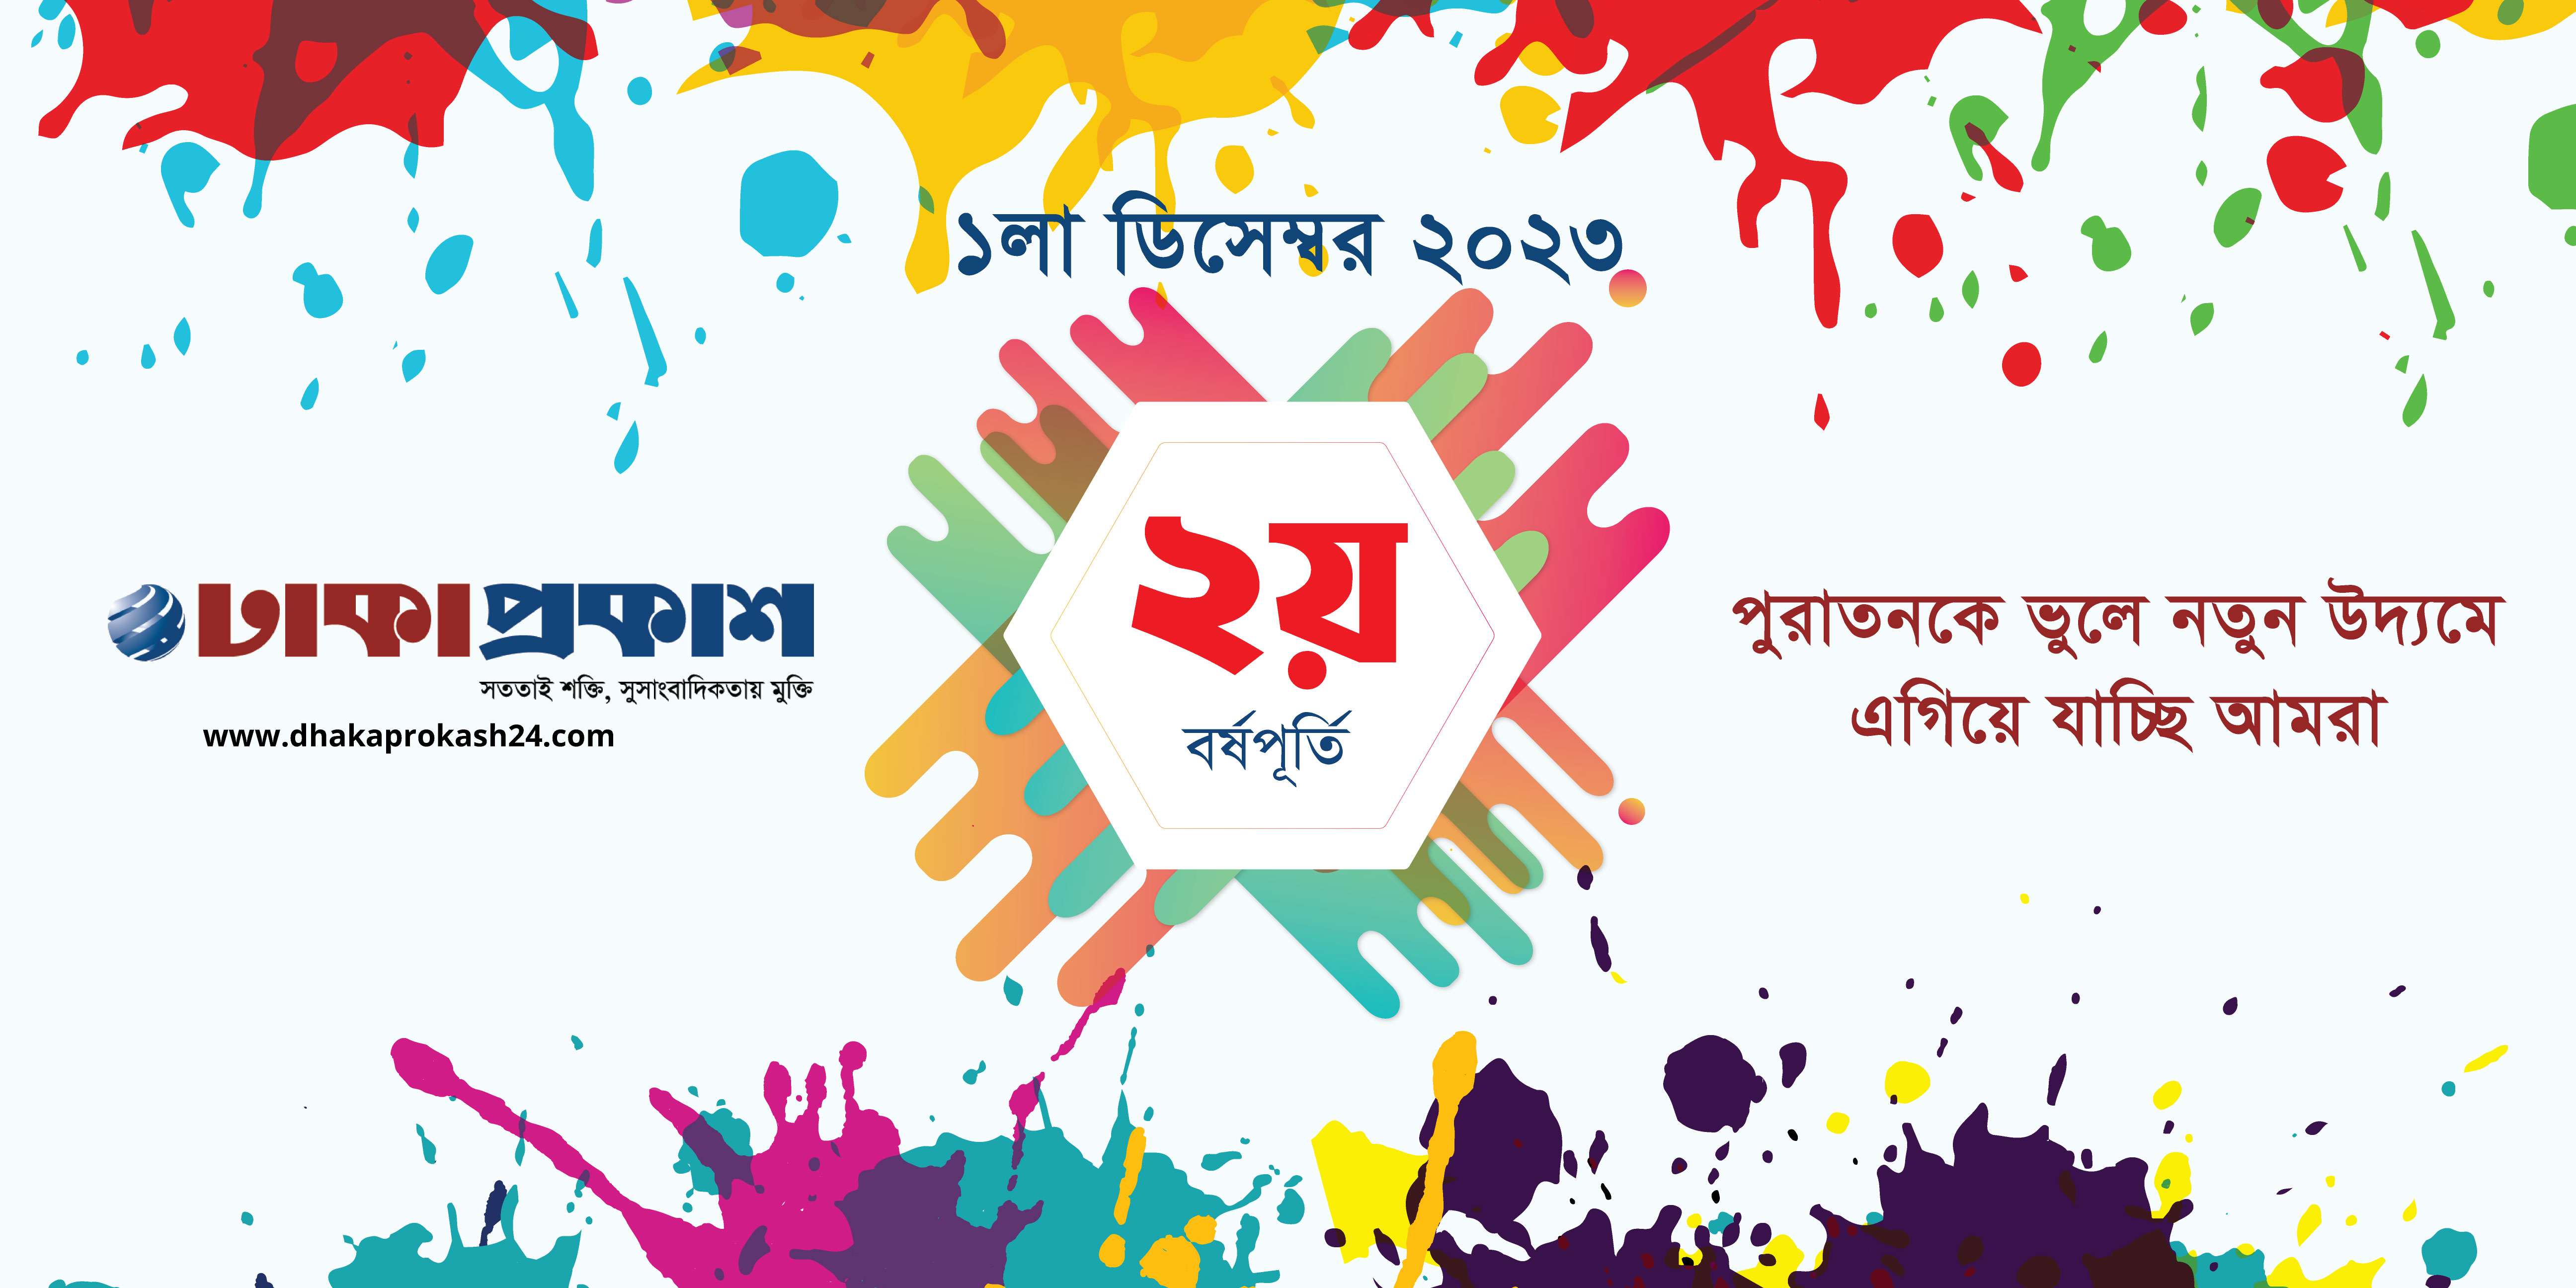 ১লা ডিসেম্বর ২০২৩
২য়
বর্ষপূর্তি
ঢাকাপ্রকাশ
সততাই শক্তি, সুসাংবাদিকতায় মুক্তি
www.dhakaprokash24.com
পুরাতনকে ভুলে নতুন উদ্যমে
এগিয়ে যাচ্ছি আমরা